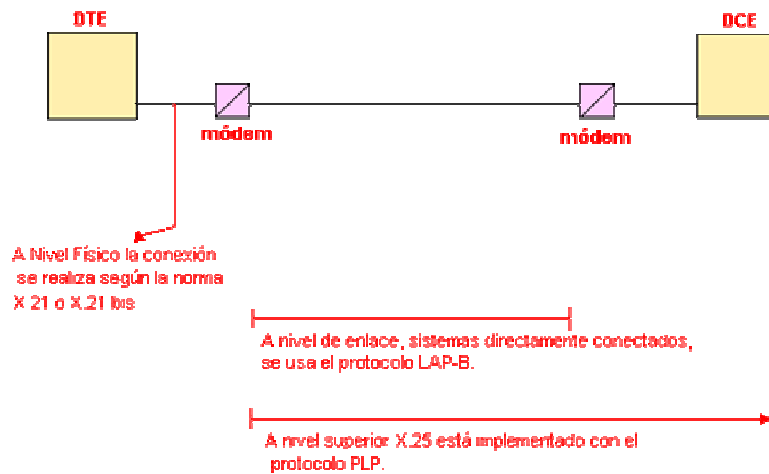 DTE
DCE
módem
módem
A Nivel Físico la conexión
se realiza según la norma
X 21 o X.21 bis
A nivel de enlace, sistemas directamente conectados,
se usa el protocolo LAP-B.
A nivel superior X.25 está implementado con el
protocolo PLP.